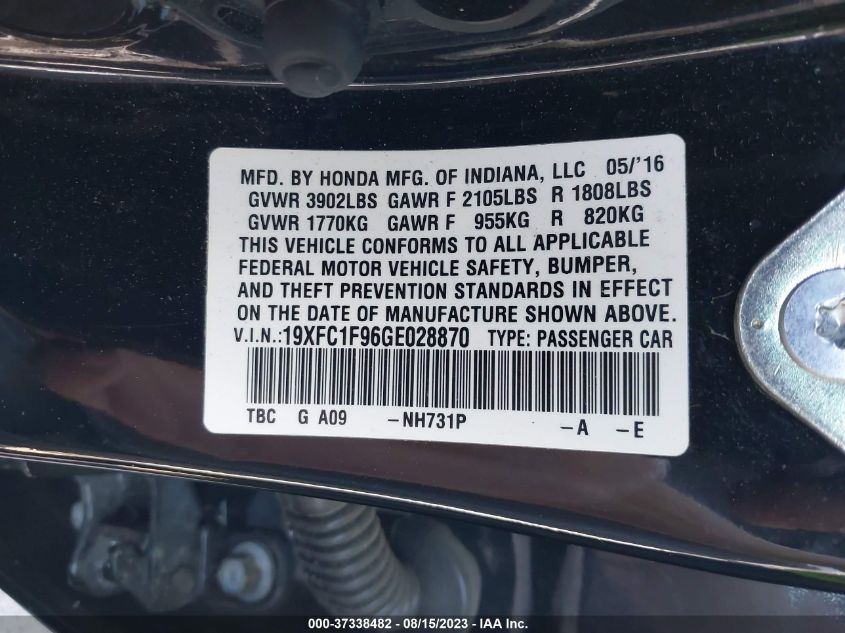 MFD. BY HONDA MFG. OF INDIANA, LLC 05/'16
GVWR 3902LBS GAWR F 2105LBS R 1808LBS
GVWR 1770KG GAWR F 955KG R 820KG
THIS VEHICLE CONFORMS TO ALL APPLICABLE
FEDERAL MOTOR VEHICLE SAFETY, BUMPER,
AND THEFT PREVENTION STANDARDS IN EFFECT
ON THE DATE OF MANUFACTURE SHOWN ABOVE.
V.I.N.:19XFC1F96GE028870 TYPE: PASSENGER CAR
TBC G A09 -NH731P -A -E
000-37338482 - 08/15/2023 - IAA Inc.